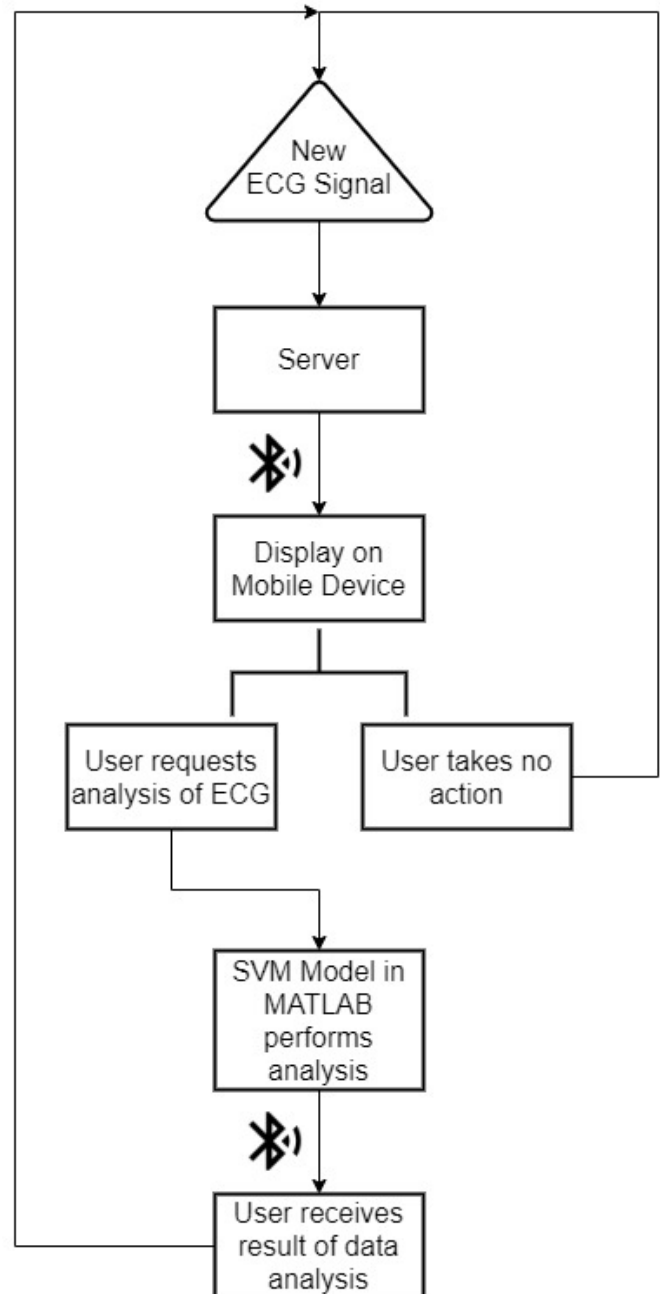 New
ECG Signal
Server
Display on
Mobile Device
User requests
analysis of ECG
User takes no
action
SVM Model in
MATLAB
performs
analysis
User receives
result of data
analysis